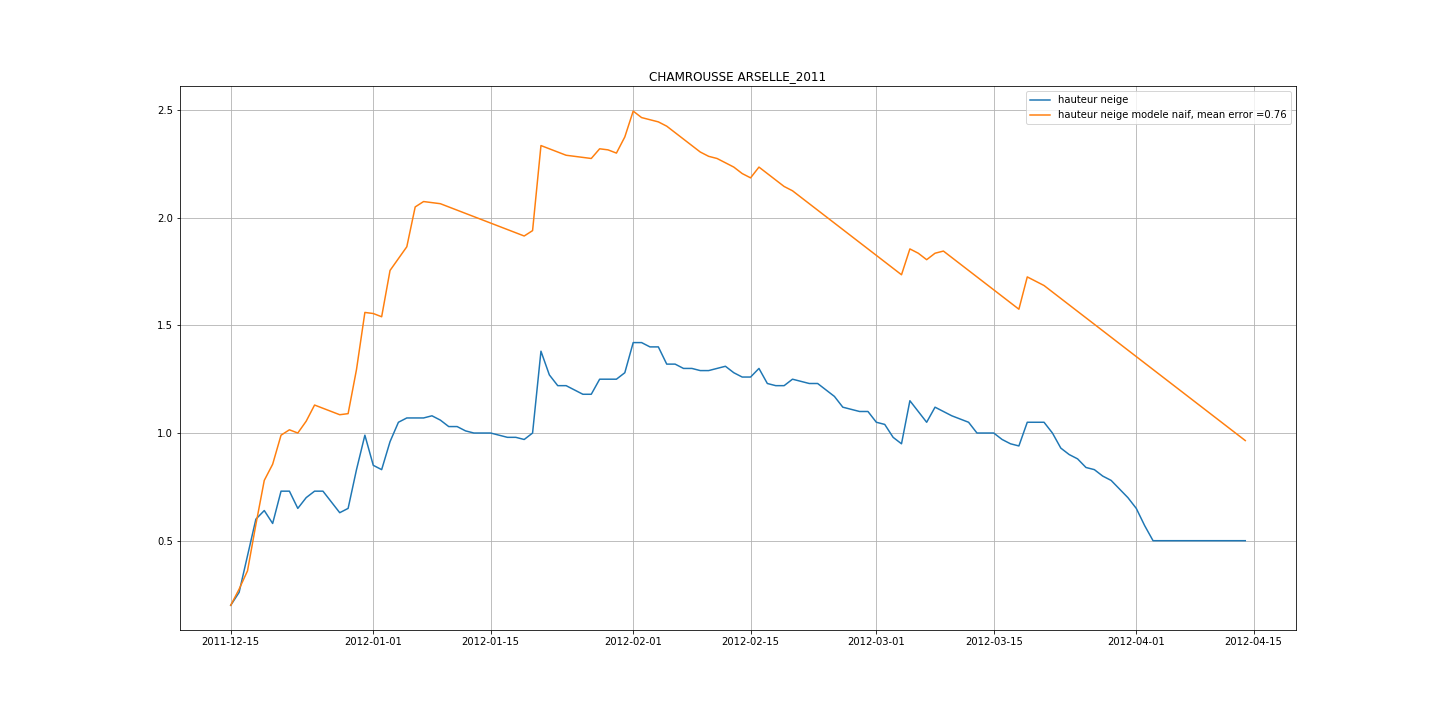 CHAMROUSSE ARSELLE_2011
hauteur neige
hauteur neige modele naif, mean error =0.76
2.5
2.0
1.5
1.0
0.5
2011-12-15 2012-01-01 2012-01-15 2012-02-01 2012-02-15 2012-03-01 2012-03-15 2012-04-01 2012-04-15